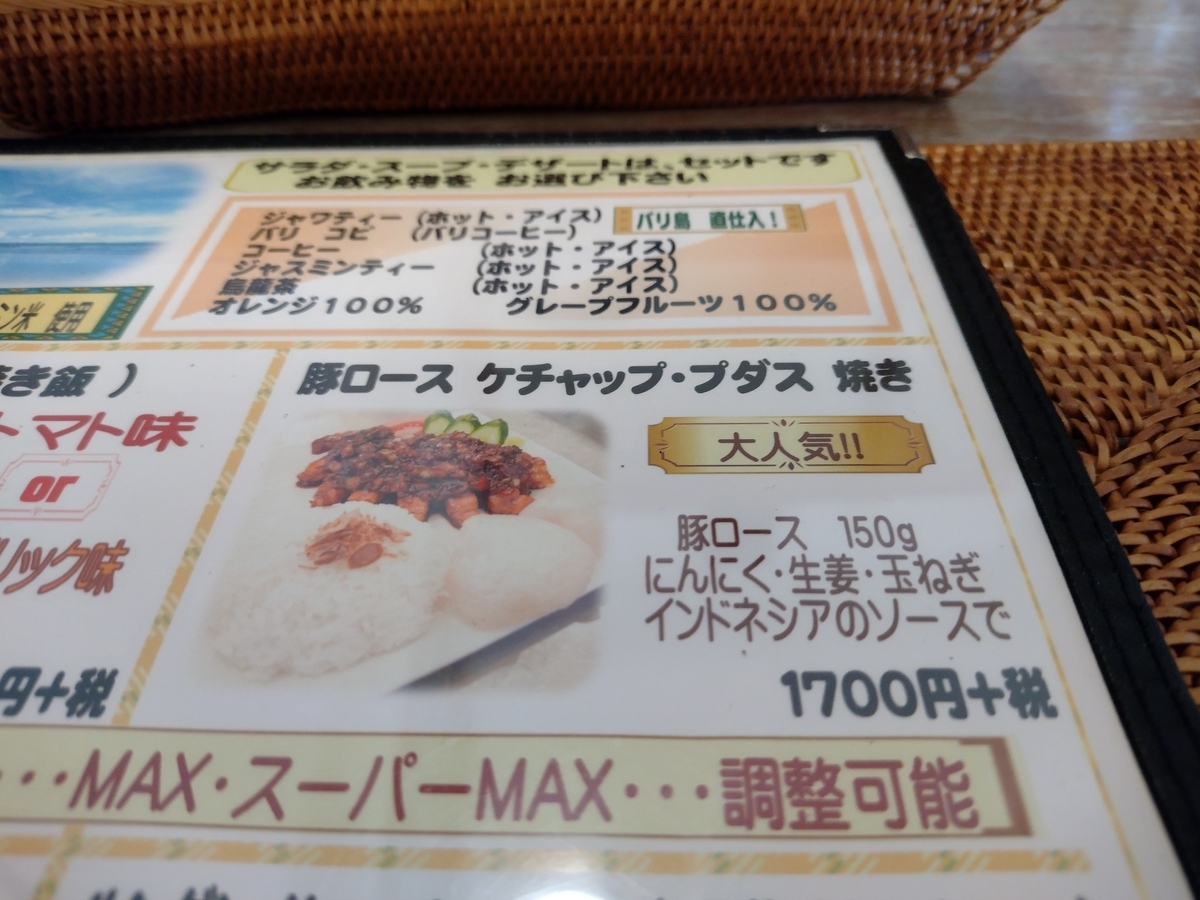 サラダ・スープ・デザートは、セットです
お飲み物を お選び下さい
ジャワティー (ホット・アイス)
バリ島 直仕入!
バリ コピ (バリコーヒー)
コーヒー (ホット・アイス)
ジャスミンティー (ホット・アイス)
烏龍茶 (ホット・アイス)
オレンジ100% グレープフルーツ100%
ン米 使用
き飯 )
トマト味
or
リック味
円+税
豚ロース ケチャップ・プダス 焼き
大人気!!
豚ロース 150g
にんにく・生姜・玉ねぎ
インドネシアのソースで
1700円+税
・・・MAX・スーパーMAX・・・調整可能